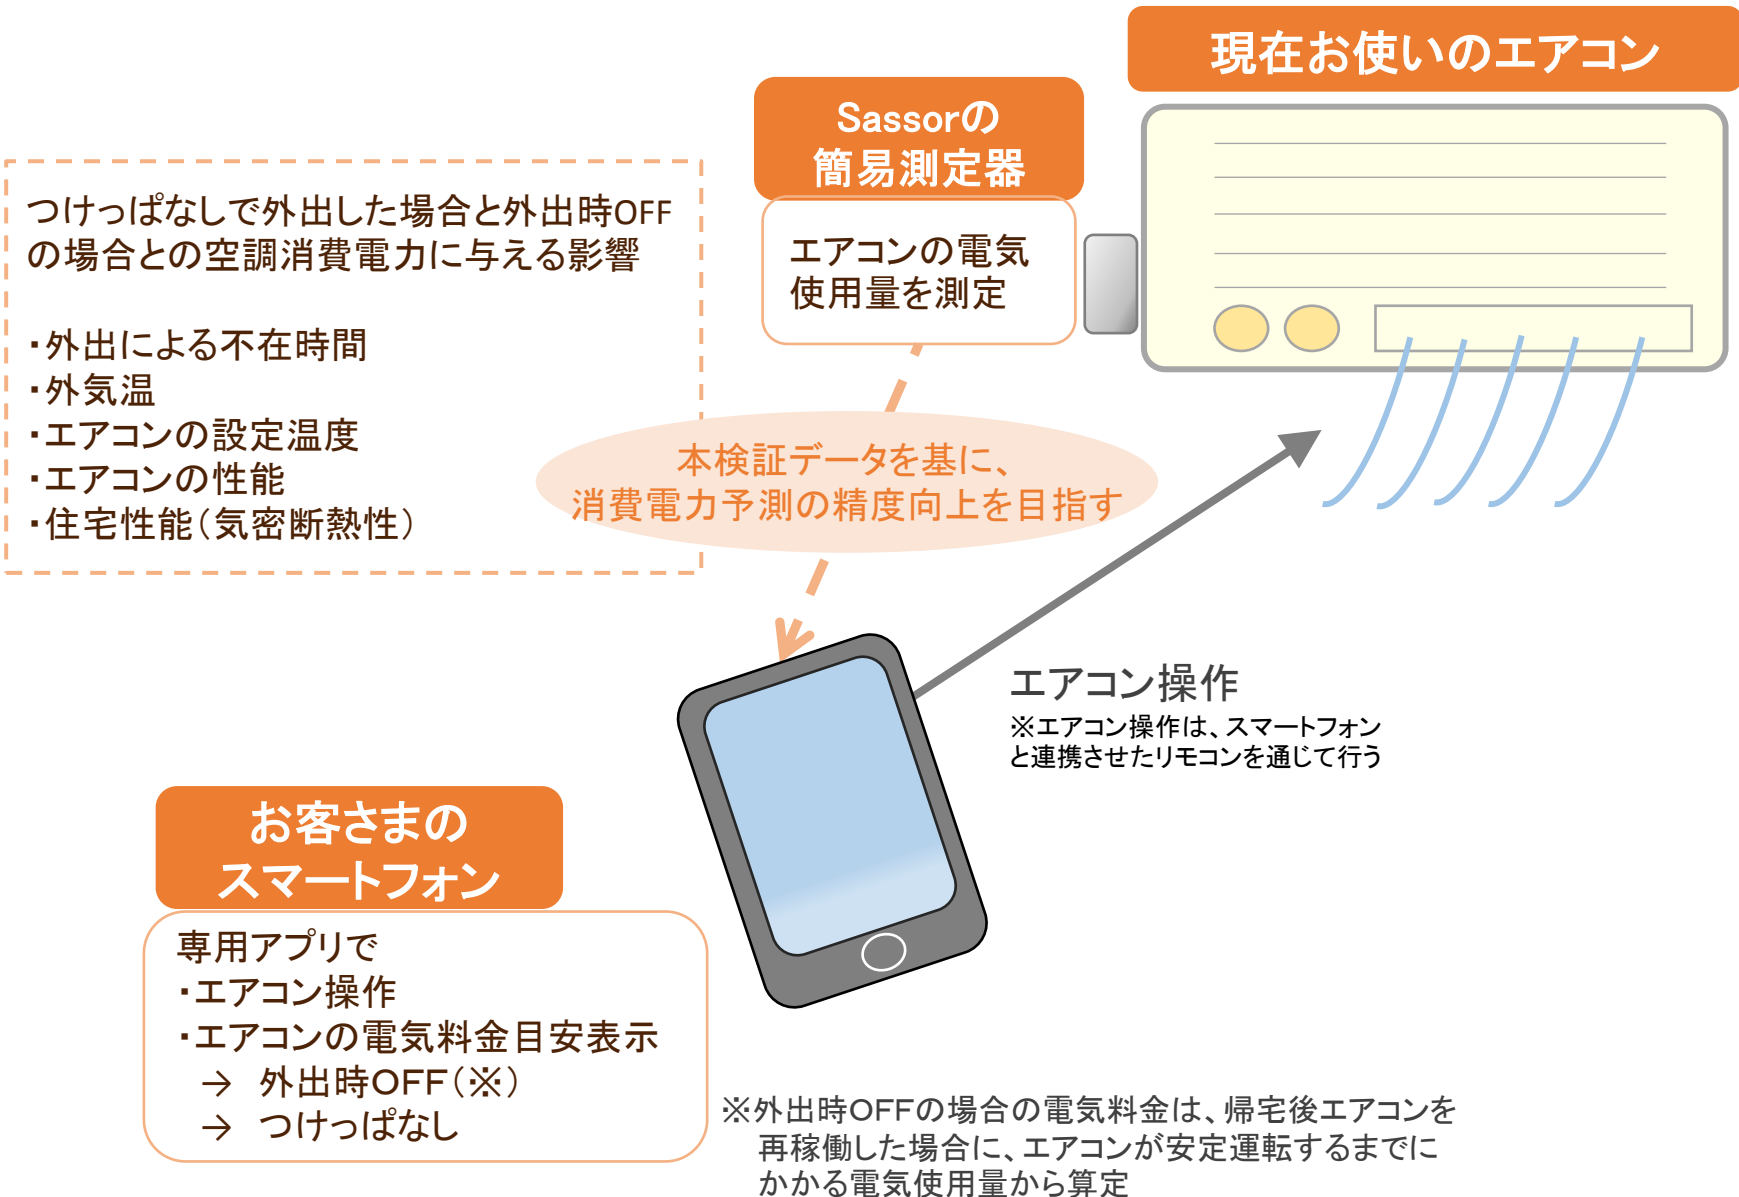 現在お使いのエアコン
Sassorの
簡易測定器
エアコンの電気
使用量を測定
つけっぱなしで外出した場合と外出時OFF
の場合との空調消費電力に与える影響
・外出による不在時間
・外気温
・エアコンの設定温度
・エアコンの性能
・住宅性能（気密断熱性）
本検証データを基に、
消費電力予測の精度向上を目指す
エアコン操作
※エアコン操作は、スマートフォン
と連携させたリモコンを通じて行う
お客さまの
スマートフォン
専用アプリで
・エアコン操作
・エアコンの電気料金目安表示
→ 外出時OFF（※）
→ つけっぱなし
※外出時OFFの場合の電気料金は、帰宅後エアコンを
再稼働した場合に、エアコンが安定運転するまでに
かかる電気使用量から算定